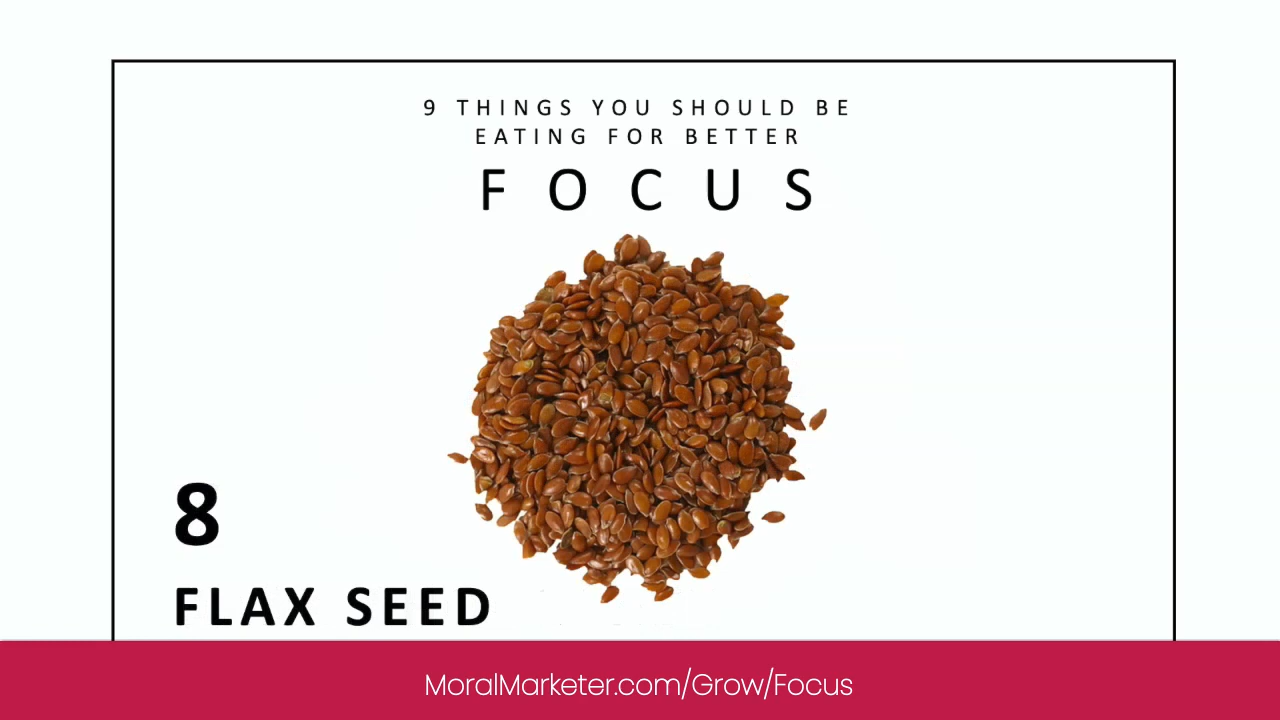 9 THINGS YOU SHOULD BE
EATING FOR BETTER
FOCUS
8
FLAX SEED
MoralMarketer.com/Grow/Focus